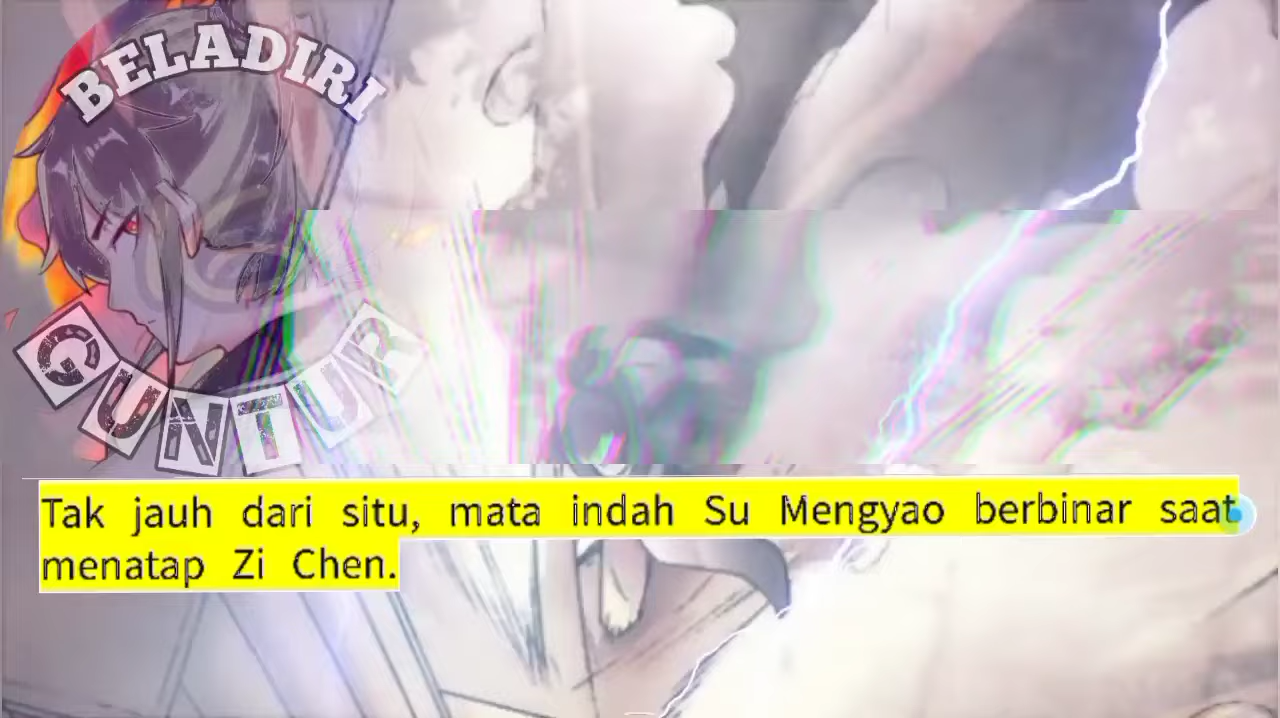 BELADIRI
GUNTUR
Tak jauh dari situ, mata indah Su Mengyao berbinar saat
menatap Zi Chen.